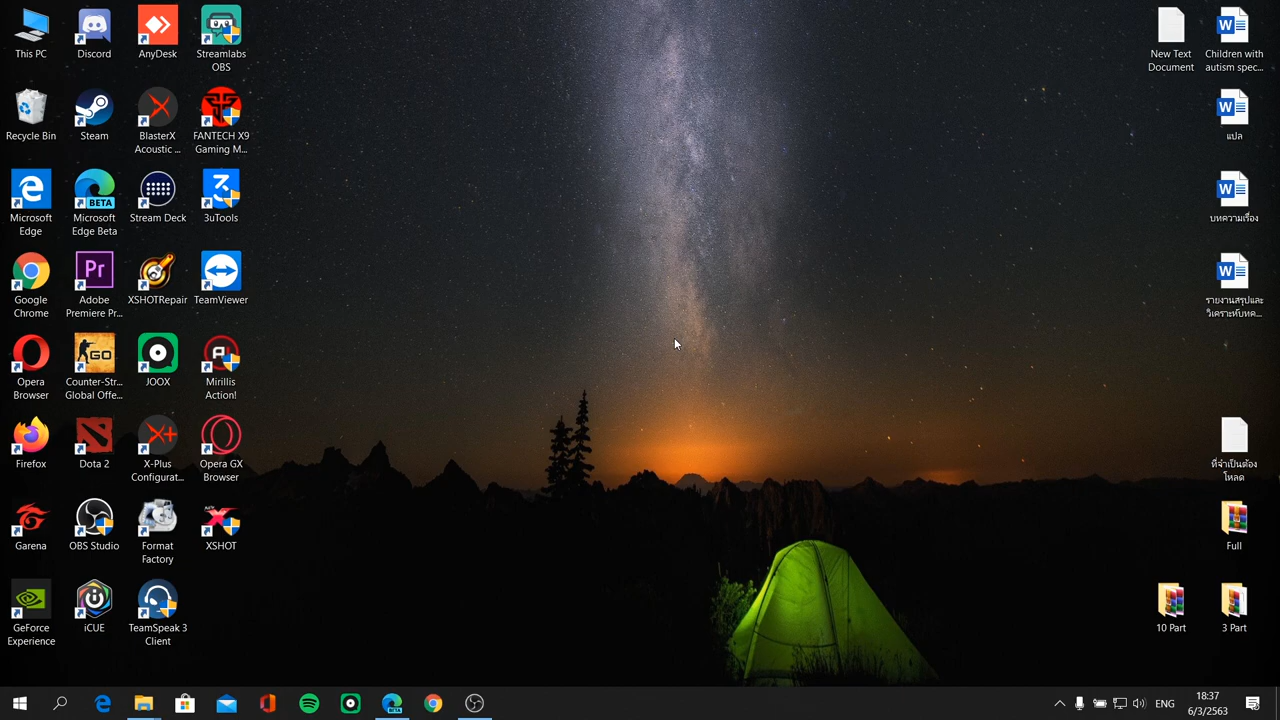 This PC
Discord
AnyDesk
Streamlabs
OBS
Recycle Bin
Steam
BlasterX
Acoustic ...
FANTECH X9
Gaming M...
Microsoft
Edge
BETA
Microsoft
Edge Beta
Stream Deck
3uTools
Google
Chrome
Pr
Adobe
Premiere Pr...
XSHOTRepair
TeamViewer
Opera
Browser
GO
Counter-Str...
Global Offe...
JOOX
Mirillis
Action!
Firefox
Dota 2
X-Plus
Configurat...
Opera GX
Browser
Garena
OBS Studio
Format
Factory
XSHOT
GeForce
Experience
iCUE
TeamSpeak 3
Client
New Text
Document
W
Children with
autism spec...
W
แปล
W
บทความเรื่อง
W
รายงานสรุปและ
วิเคราะห์บทค...
ที่จำเป็นต้อง
โหลด
Full
10 Part
3 Part
BETA
ENG
18:37
6/3/2563